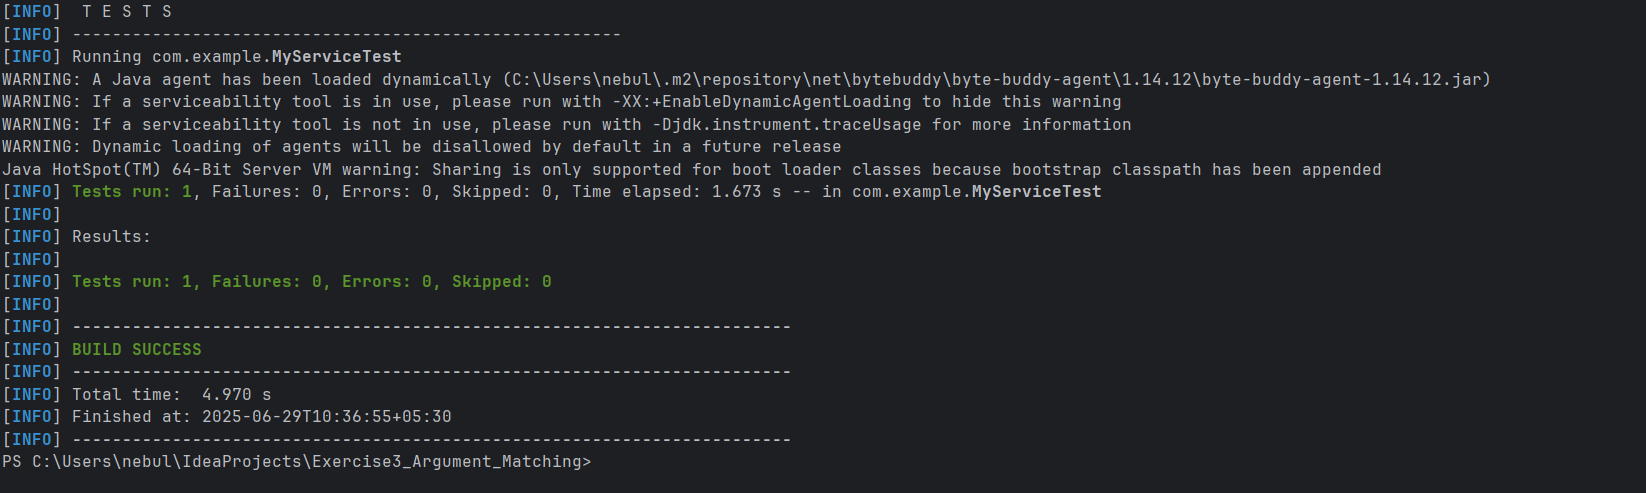 [INFO]  T E S T S
[INFO] -------------------------------------------------------
[INFO] Running com.example.MyServiceTest
WARNING: A Java agent has been loaded dynamically (C:\Users\nebul\.m2\repository\net\bytebuddy\byte-buddy-agent\1.14.12\byte-buddy-agent-1.14.12.jar)
WARNING: If a serviceability tool is in use, please run with -XX:+EnableDynamicAgentLoading to hide this warning
WARNING: If a serviceability tool is not in use, please run with -Djdk.instrument.traceUsage for more information
WARNING: Dynamic loading of agents will be disallowed by default in a future release
Java HotSpot(TM) 64-Bit Server VM warning: Sharing is only supported for boot loader classes because bootstrap classpath has been appended
[INFO] Tests run: 1, Failures: 0, Errors: 0, Skipped: 0, Time elapsed: 1.673 s -- in com.example.MyServiceTest
[INFO]
[INFO] Results:
[INFO]
[INFO] Tests run: 1, Failures: 0, Errors: 0, Skipped: 0
[INFO]
[INFO] ------------------------------------------------------------------------
[INFO] BUILD SUCCESS
[INFO] ------------------------------------------------------------------------
[INFO] Total time:  4.970 s
[INFO] Finished at: 2025-06-29T10:36:55+05:30
[INFO] ------------------------------------------------------------------------
PS C:\Users\nebul\IdeaProjects\Exercise3_Argument_Matching>